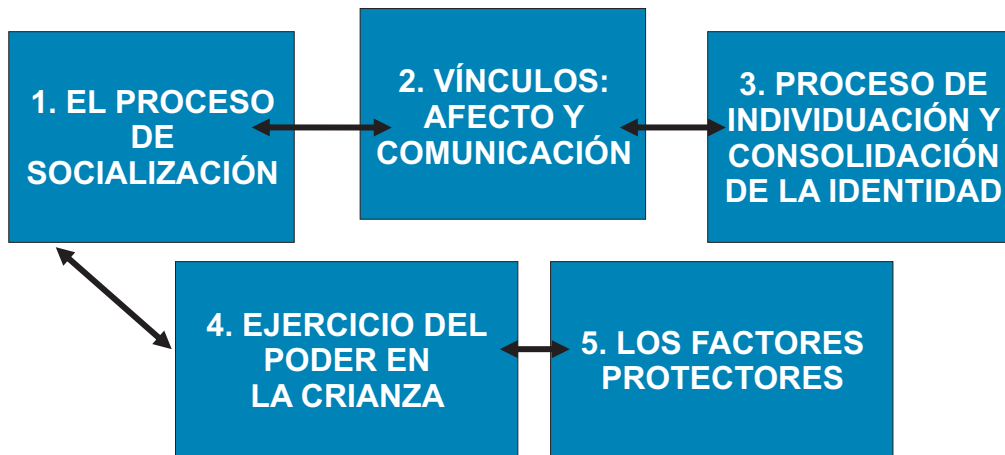 1. EL PROCESO
DE
SOCIALIZACIÓN
2. VÍNCULOS:
AFECTO Y
COMUNICACIÓN
3. PROCESO DE
INDIVIDUACIÓN Y
CONSOLIDACIÓN
DE LA IDENTIDAD
4. EJERCICIO DEL
PODER EN
LA CRIANZA
5. LOS FACTORES
PROTECTORES